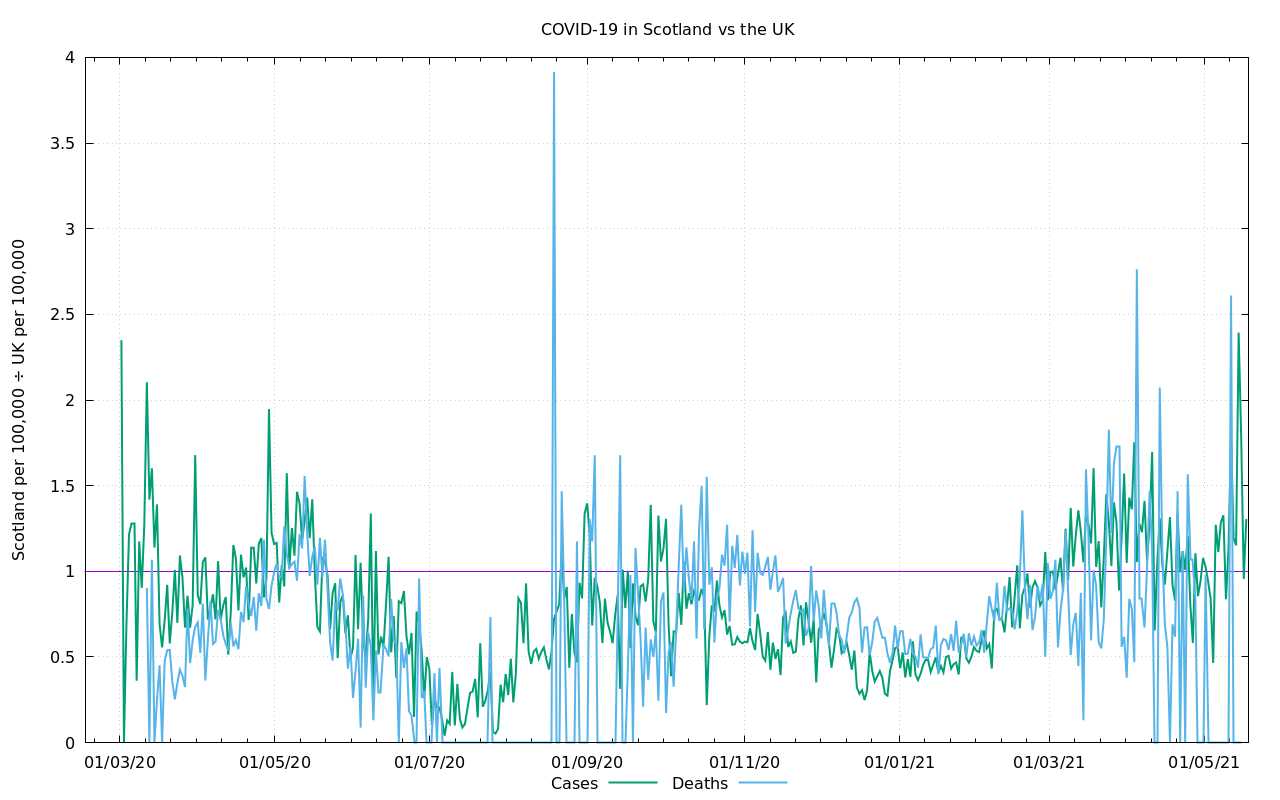 COVID-19 in Scotland vs the UK
Scotland per 100,000 ÷ UK per 100,000
4
3.5
3
2.5
2
1.5
1
0.5
0
01/03/20 01/05/20 01/07/20 01/09/20 01/11/20 01/01/21 01/03/21 01/05/21
Cases Deaths